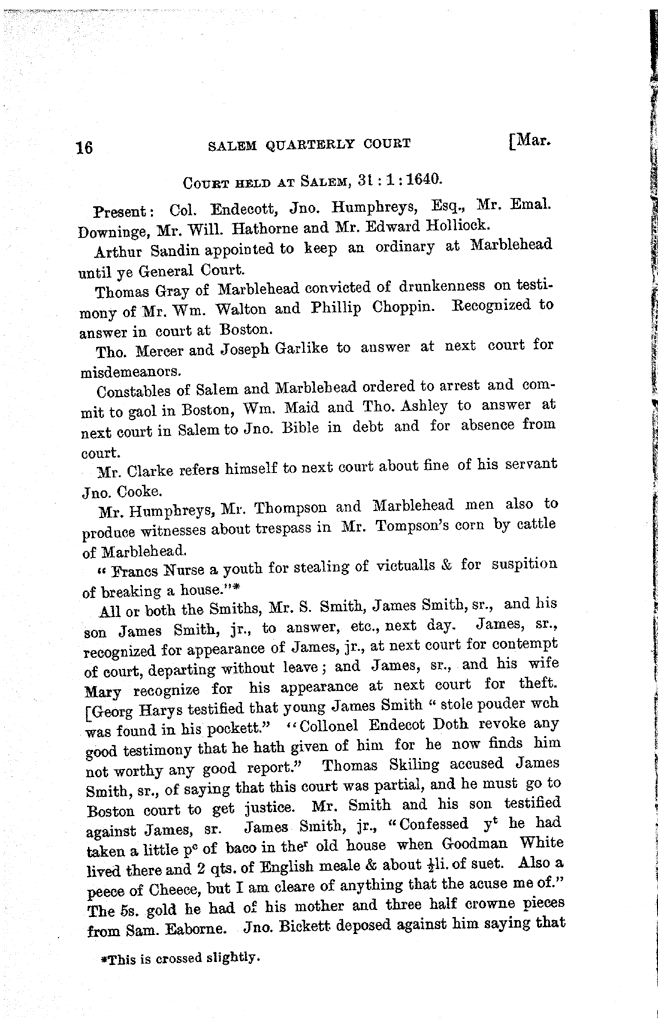 16 SALEM QUARTERLY COURT [Mar.
COURT HELD AT SALEM, 31 : 1 : 1640.
Present : Col. Endecott, Jno. Humphreys, Esq., Mr. Emal.
Downinge, Mr. Will. Hathorne and Mr. Edward Holliock.
Arthur Sandin appointed to keep an ordinary at Marblehead
until ye General Court.
Thomas Gray of Marblehead convicted of drunkenness on testi-
mony of Mr. Wm. Walton and Phillip Choppin. Recognized to
answer in court at Boston.
Tho. Mercer and Joseph Garlike to answer at next court for
misdemeanors.
Constables of Salem and Marblehead ordered to arrest and com-
mit to gaol in Boston, Wm. Maid and Tho. Ashley to answer at
next court in Salem to Jno. Bible in debt and for absence from
court.
Mr. Clarke refers himself to next court about fine of his servant
Jno. Cooke.
Mr. Humphreys, Mr. Thompson and Marblehead men also to
produce witnesses about trespass in Mr. Tompson's corn by cattle
of Marblehead.
" Francs Nurse a youth for stealing of victualls & for suspition
of breaking a house."*
All or both the Smiths, Mr. S. Smith, James Smith, sr., and his
son James Smith, jr., to answer, etc., next day. James, sr.,
recognized for appearance of James, jr., at next court for contempt
of court, departing without leave ; and James, sr., and his wife
Mary recognize for his appearance at next court for theft.
[Georg Harys testified that young James Smith " stole pouder wch
was found in his pockett." "Collonel Endecot Doth revoke any
good testimony that he hath given of him for he now finds him
not worthy any good report." Thomas Skiling accused James
Smith, sr., of saying that this court was partial, and he must go to
Boston court to get justice. Mr. Smith and his son testified
against James, sr. James Smith, jr., "Confessed yᵗ he had
taken a little pᵉ of baco in theʳ old house when Goodman White
lived there and 2 qts. of English meale & about ½li. of suet. Also a
peece of Cheece, but I am cleare of anything that the acuse me of."
The 5s. gold he had of his mother and three half crowne pieces
from Sam. Eaborne. Jno. Bickett deposed against him saying that
*This is crossed slightly.